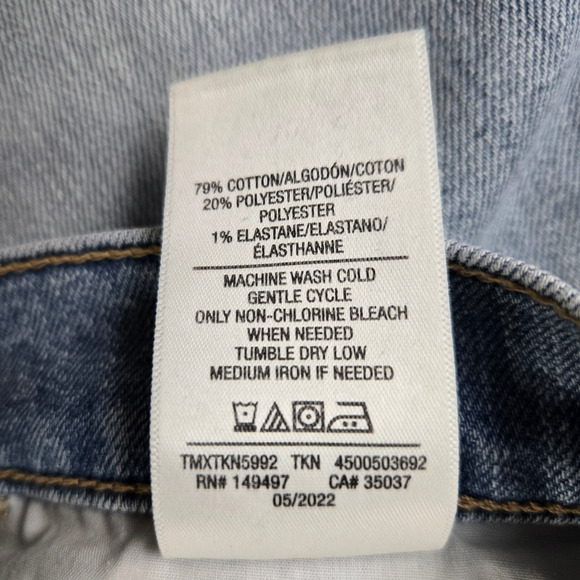 79% COTTON/ALGODÓN/COTON
20% POLYESTER/POLIÉSTER/
POLYESTER
1% ELASTANE/ELASTANO/
ÉLASTHANNE
MACHINE WASH COLD
GENTLE CYCLE
ONLY NON-CHLORINE BLEACH
WHEN NEEDED
TUMBLE DRY LOW
MEDIUM IRON IF NEEDED
TMXTKN5992 TKN 4500503692
RN# 149497 CA# 35037
05/2022